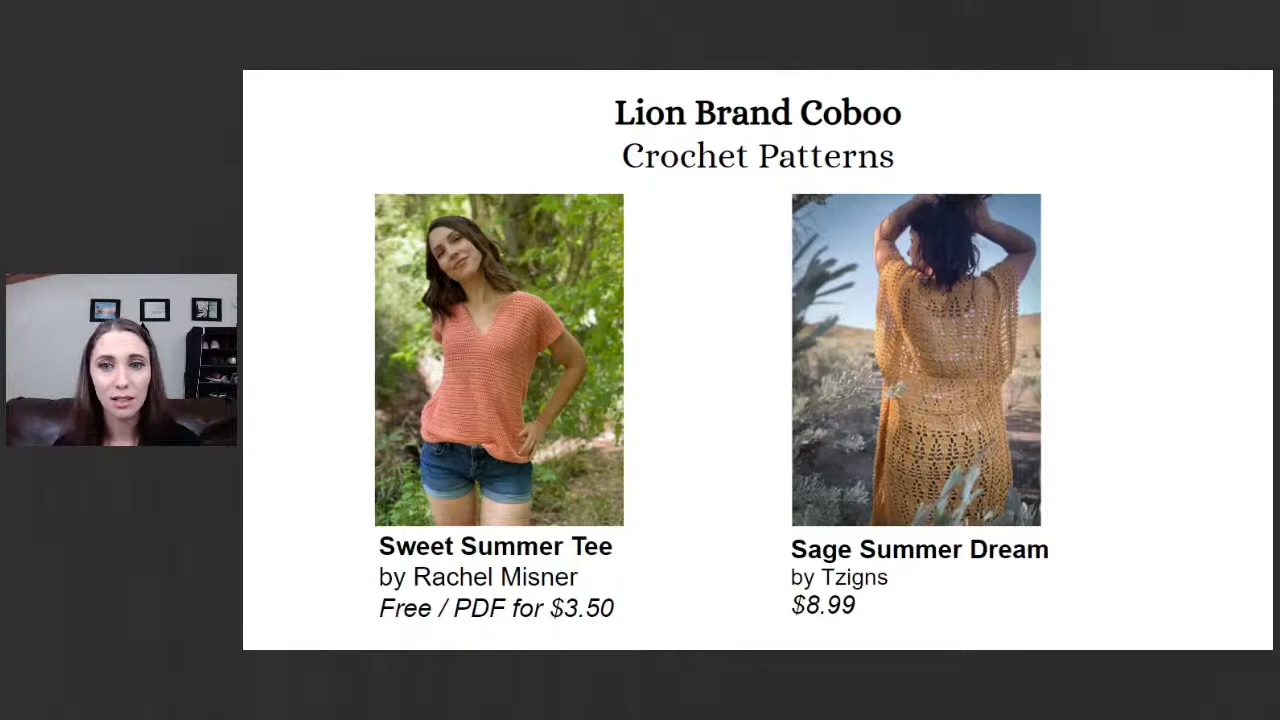 Lion Brand Coboo
Crochet Patterns
Sweet Summer Tee
by Rachel Misner
Free / PDF for $3.50
Sage Summer Dream
by Tzigns
$8.99